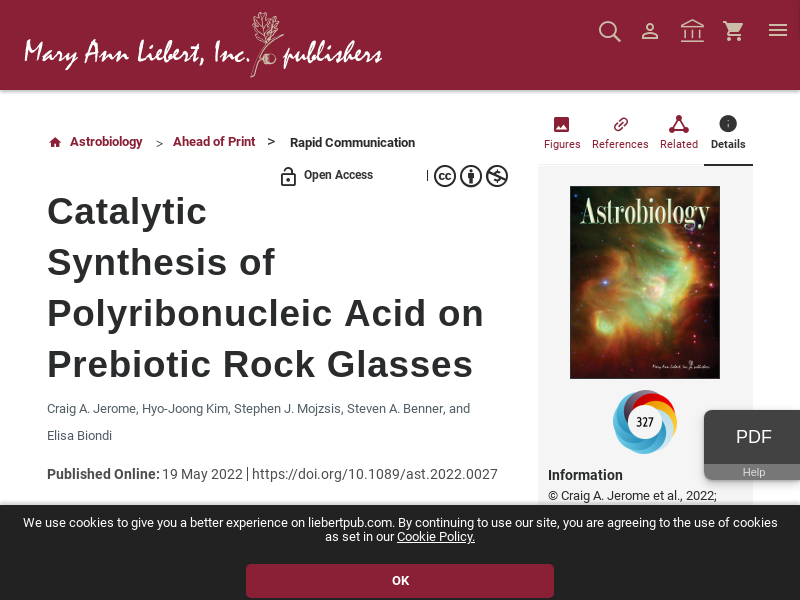 Mary Ann Liebert, Inc. publishers
Figures References Related Details
Astrobiology > Ahead of Print > Rapid Communication
Open Access |
Catalytic
Synthesis of
Polyribonucleic Acid on
Prebiotic Rock Glasses
Craig A. Jerome, Hyo-Joong Kim, Stephen J. Mojzsis, Steven A. Benner, and
Elisa Biondi
Published Online: 19 May 2022 | https://doi.org/10.1089/ast.2022.0027
Astrobiology
Mary Ann Liebert, Inc. publishers
327
PDF
Help
Information
© Craig A. Jerome et al., 2022;
We use cookies to give you a better experience on liebertpub.com. By continuing to use our site, you are agreeing to the use of cookies
as set in our Cookie Policy.
OK